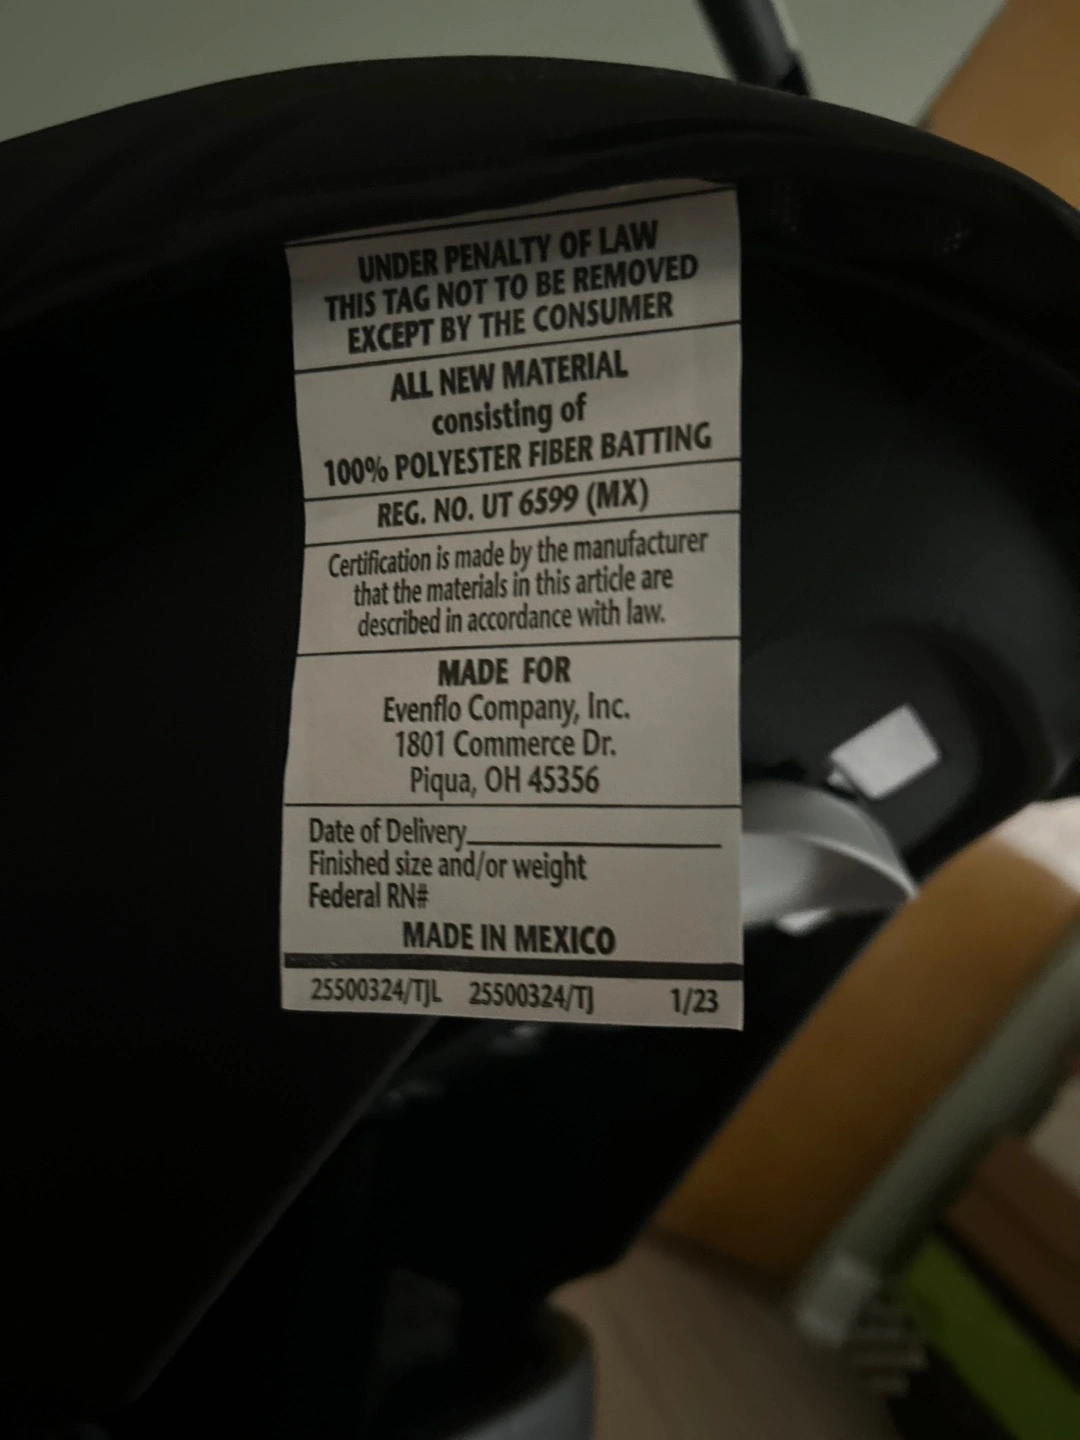 UNDER PENALTY OF LAW
THIS TAG NOT TO BE REMOVED
EXCEPT BY THE CONSUMER
ALL NEW MATERIAL
consisting of
100% POLYESTER FIBER BATTING
REG. NO. UT 6599 (MX)
Certification is made by the manufacturer
that the materials in this article are
described in accordance with law.
MADE FOR
Evenflo Company, Inc.
1801 Commerce Dr.
Piqua, OH 45356
Date of Delivery
Finished size and/or weight
Federal RN#
MADE IN MEXICO
25500324/TJL 25500324/TJ 1/23